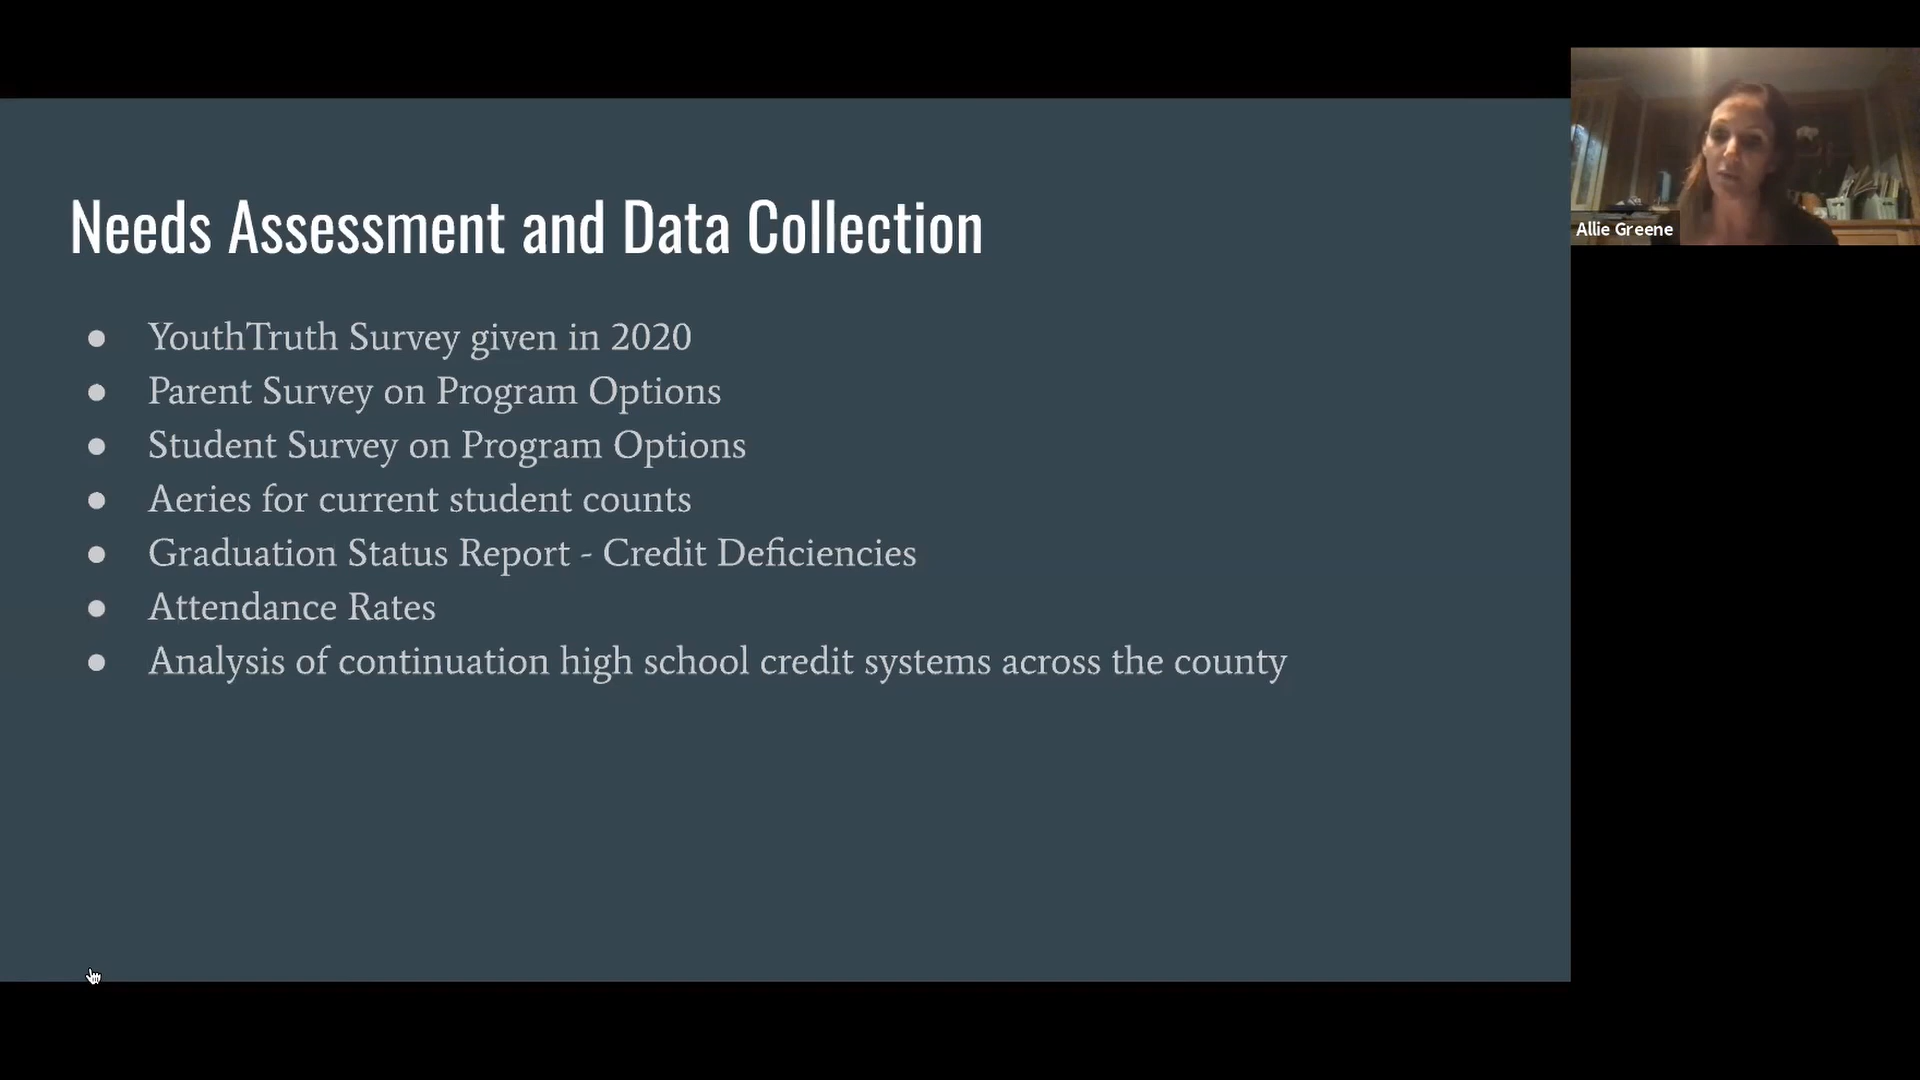 Needs Assessment and Data Collection
● YouthTruth Survey given in 2020
● Parent Survey on Program Options
● Student Survey on Program Options
● Aeries for current student counts
● Graduation Status Report - Credit Deficiencies
● Attendance Rates
● Analysis of continuation high school credit systems across the county
Allie Greene